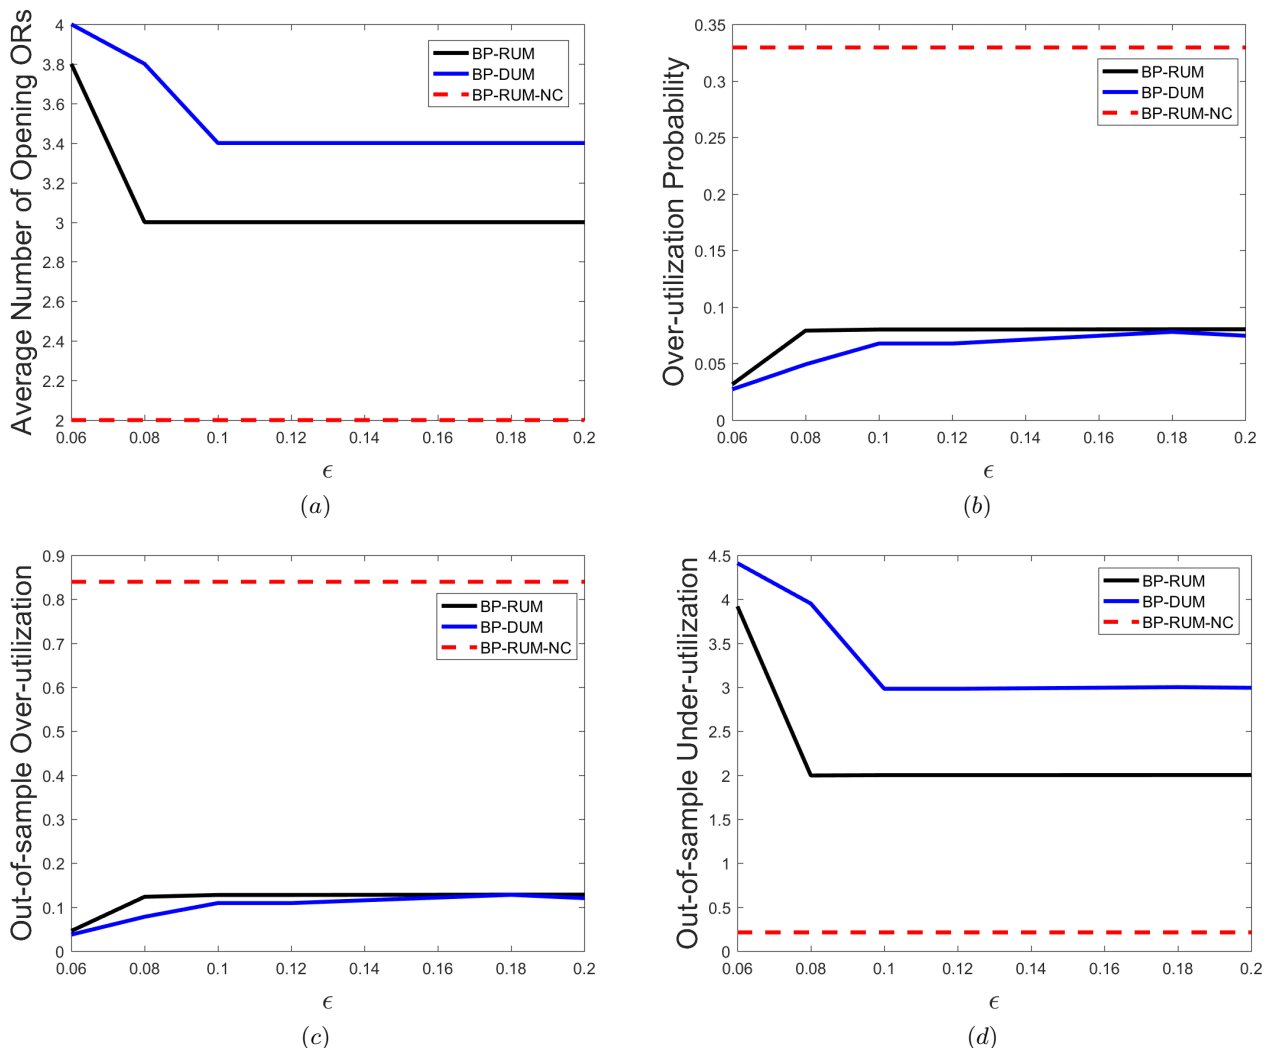 Average Number of Opening ORs
4
3.8
3.6
3.4
3.2
3
2.8
2.6
2.4
2.2
2
0.06 0.08 0.1 0.12 0.14 0.16 0.18 0.2
BP-RUM
BP-DUM
BP-RUM-NC
ϵ
(a)
Over-utilization Probability
0.35
0.3
0.25
0.2
0.15
0.1
0.05
0
0.06 0.08 0.1 0.12 0.14 0.16 0.18 0.2
BP-RUM
BP-DUM
BP-RUM-NC
ϵ
(b)
Out-of-sample Over-utilization
0.9
0.8
0.7
0.6
0.5
0.4
0.3
0.2
0.1
0
0.06 0.08 0.1 0.12 0.14 0.16 0.18 0.2
BP-RUM
BP-DUM
BP-RUM-NC
ϵ
(c)
Out-of-sample Under-utilization
4.5
4
3.5
3
2.5
2
1.5
1
0.5
0
0.06 0.08 0.1 0.12 0.14 0.16 0.18 0.2
BP-RUM
BP-DUM
BP-RUM-NC
ϵ
(d)